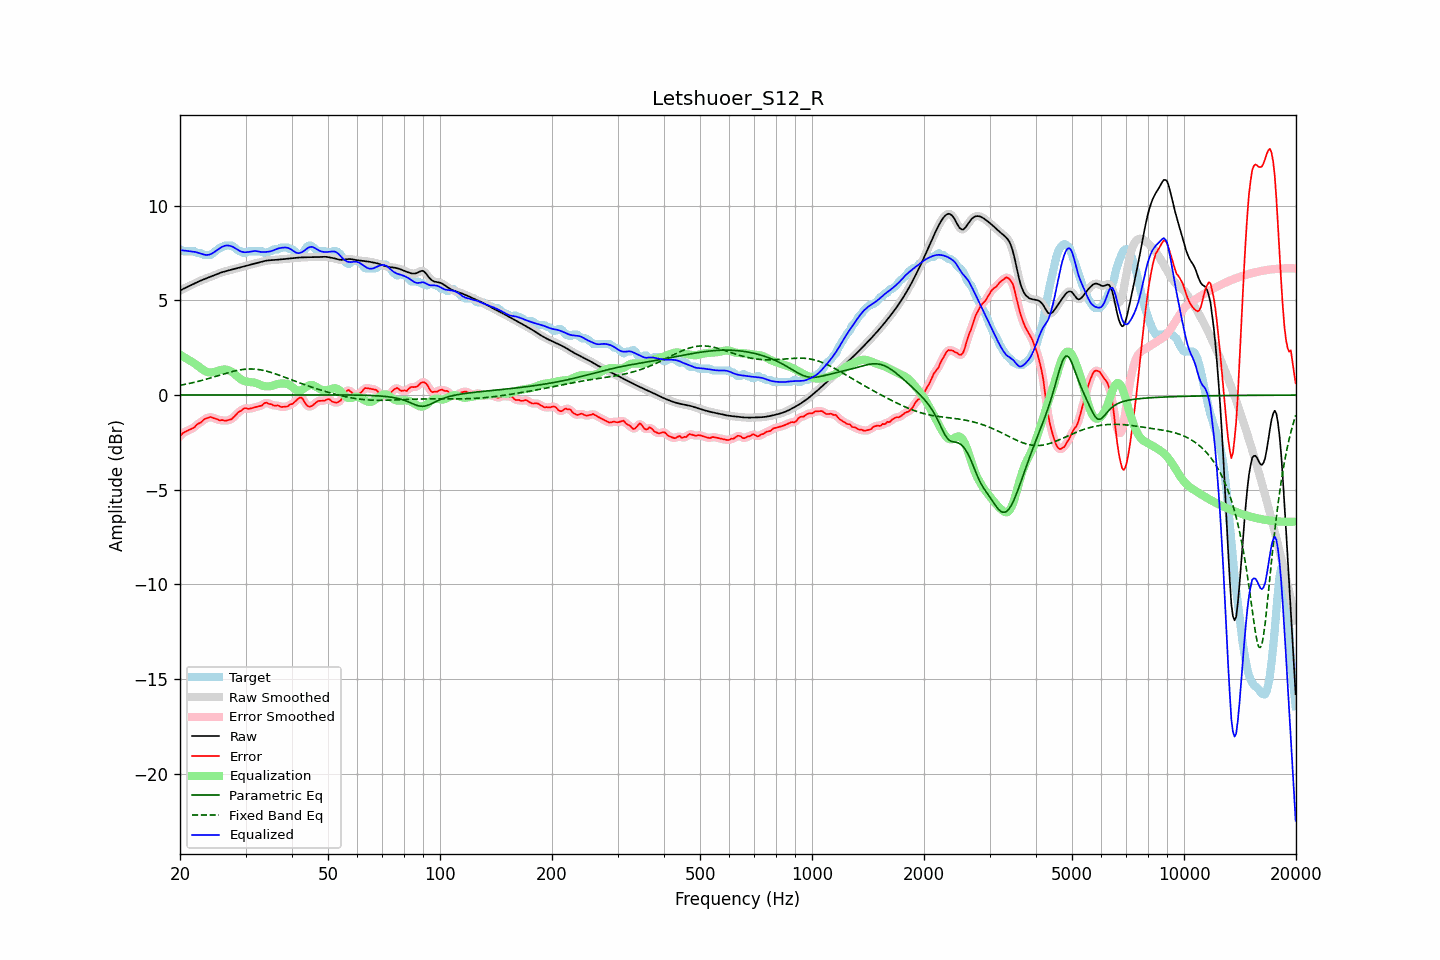 Letshuoer_S12_R
Amplitude (dBr)
10
5
0
−5
−10
−15
−20
Target
Raw Smoothed
Error Smoothed
Raw
Error
Equalization
Parametric Eq
Fixed Band Eq
Equalized
20 50 100 200 500 1000 2000 5000 10000 20000
Frequency (Hz)